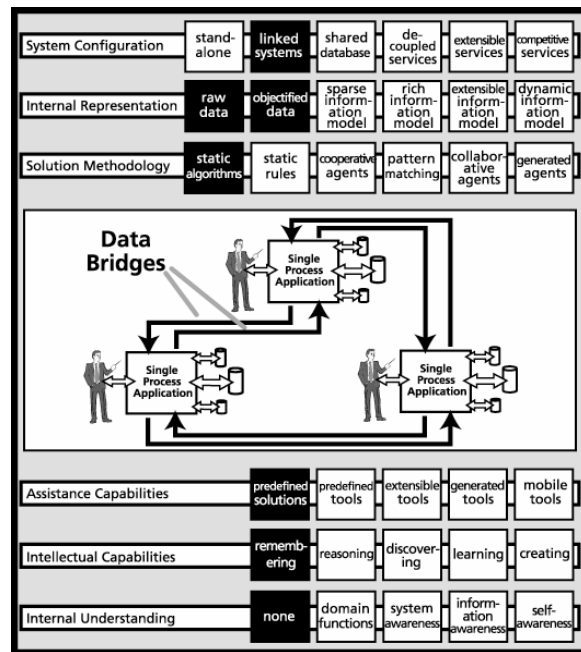 System Configuration
stand-
alone
linked
systems
shared
database
de-
coupled
services
extensible
services
competitive
services
Internal Representation
raw
data
objectified
data
sparse
inform-
ation
model
rich
inform-
ation
model
extensible
inform-
ation
model
dynamic
inform-
ation
model
Solution Methodology
static
algorithms
static
rules
cooperative
agents
pattern
matching
collabor-
ative
agents
generated
agents
Data
Bridges
Single
Process
Application
Single
Process
Application
Single
Process
Application
Assistance Capabilities
predefined
solutions
predefined
tools
extensible
tools
generated
tools
mobile
tools
Intellectual Capabilities
rememb-
ering
reasoning
discover-
ing
learning
creating
Internal Understanding
none
domain
functions
system
awareness
inform-
ation
awareness
self-
awareness